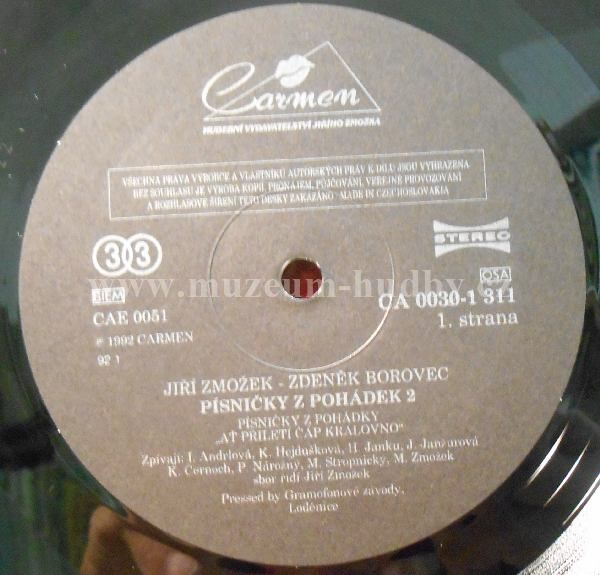 Carmen
HUDEBNÍ VYDAVATELSTVÍ JIŘÍHO ZMOŽKA
VŠECHNA PRÁVA VÝROBCE A VLASTNÍKU AUTORSKÝCH PRÁV K DÍLU JSOU VYHRAZENA
BEZ SOUHLASU JE VÝROBA KOPIÍ, PRONÁJEM, PŮJČOVÁNÍ, VEŘEJNÉ PROVOZOVÁNÍ
A ROZHLASOVÉ ŠÍŘENÍ TÉTO DESKY ZAKÁZÁNO - MADE IN CZECHOSLOVAKIA
33
STEREO
www.muzeum-hudby.cz
BIEM
OSA
CAE 0051
CA 0030-1 311
1. strana
℗ 1992 CARMEN
92 1
JIŘÍ ZMOŽEK - ZDENĚK BOROVEC
PÍSNIČKY Z POHÁDEK 2
PÍSNIČKY Z POHÁDKY
„AŤ PŘILETÍ ČÁP KRÁLOVNO“
Zpívají: I. Andrlová, K. Hejdušková, H. Janků, J. Janžurová
K. Černoch, P. Nárožný, M. Stropnický, M. Zmožek
sbor řídí Jiří Zmožek
Pressed by Gramofonové závody,
Loděnice